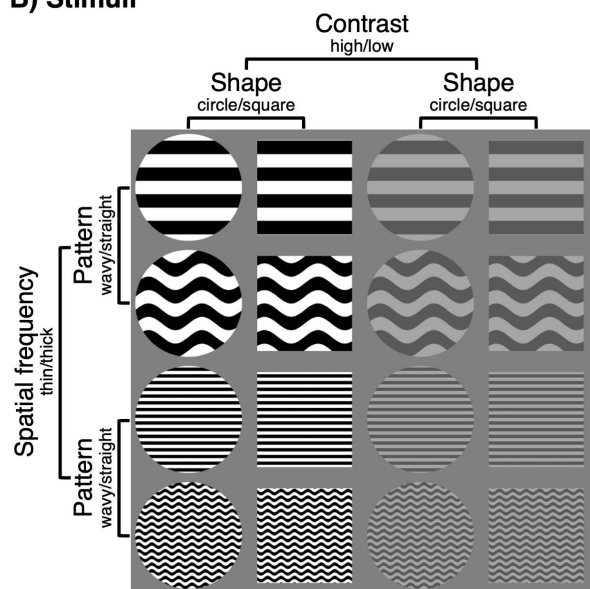 B) Stimuli
Contrast
high/low
Shape
circle/square
Shape
circle/square
Spatial frequency
thin/thick
Pattern
wavy/straight
Pattern
wavy/straight